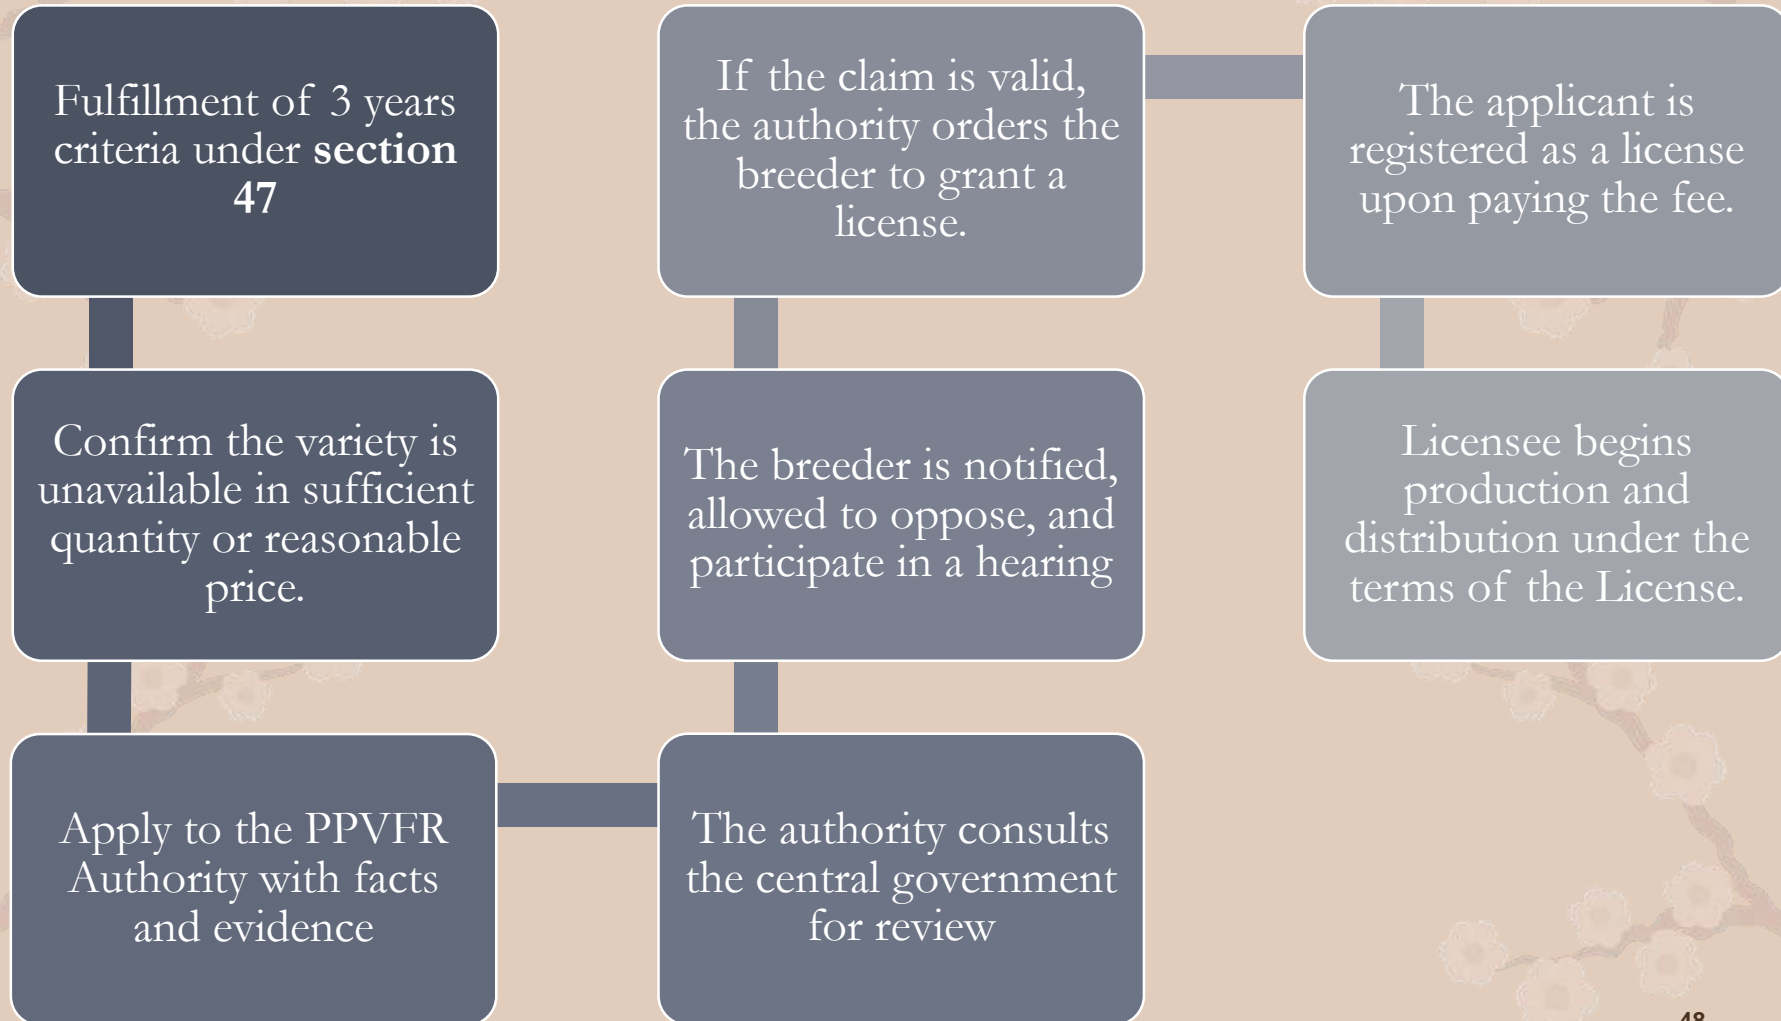 Fulfillment of 3 years
criteria under section
47
Confirm the variety is
unavailable in sufficient
quantity or reasonable
price.
Apply to the PPVFR
Authority with facts
and evidence
The authority consults
the central government
for review
The breeder is notified,
allowed to oppose, and
participate in a hearing
If the claim is valid,
the authority orders the
breeder to grant a
license.
The applicant is
registered as a license
upon paying the fee.
Licensee begins
production and
distribution under the
terms of the License.
48